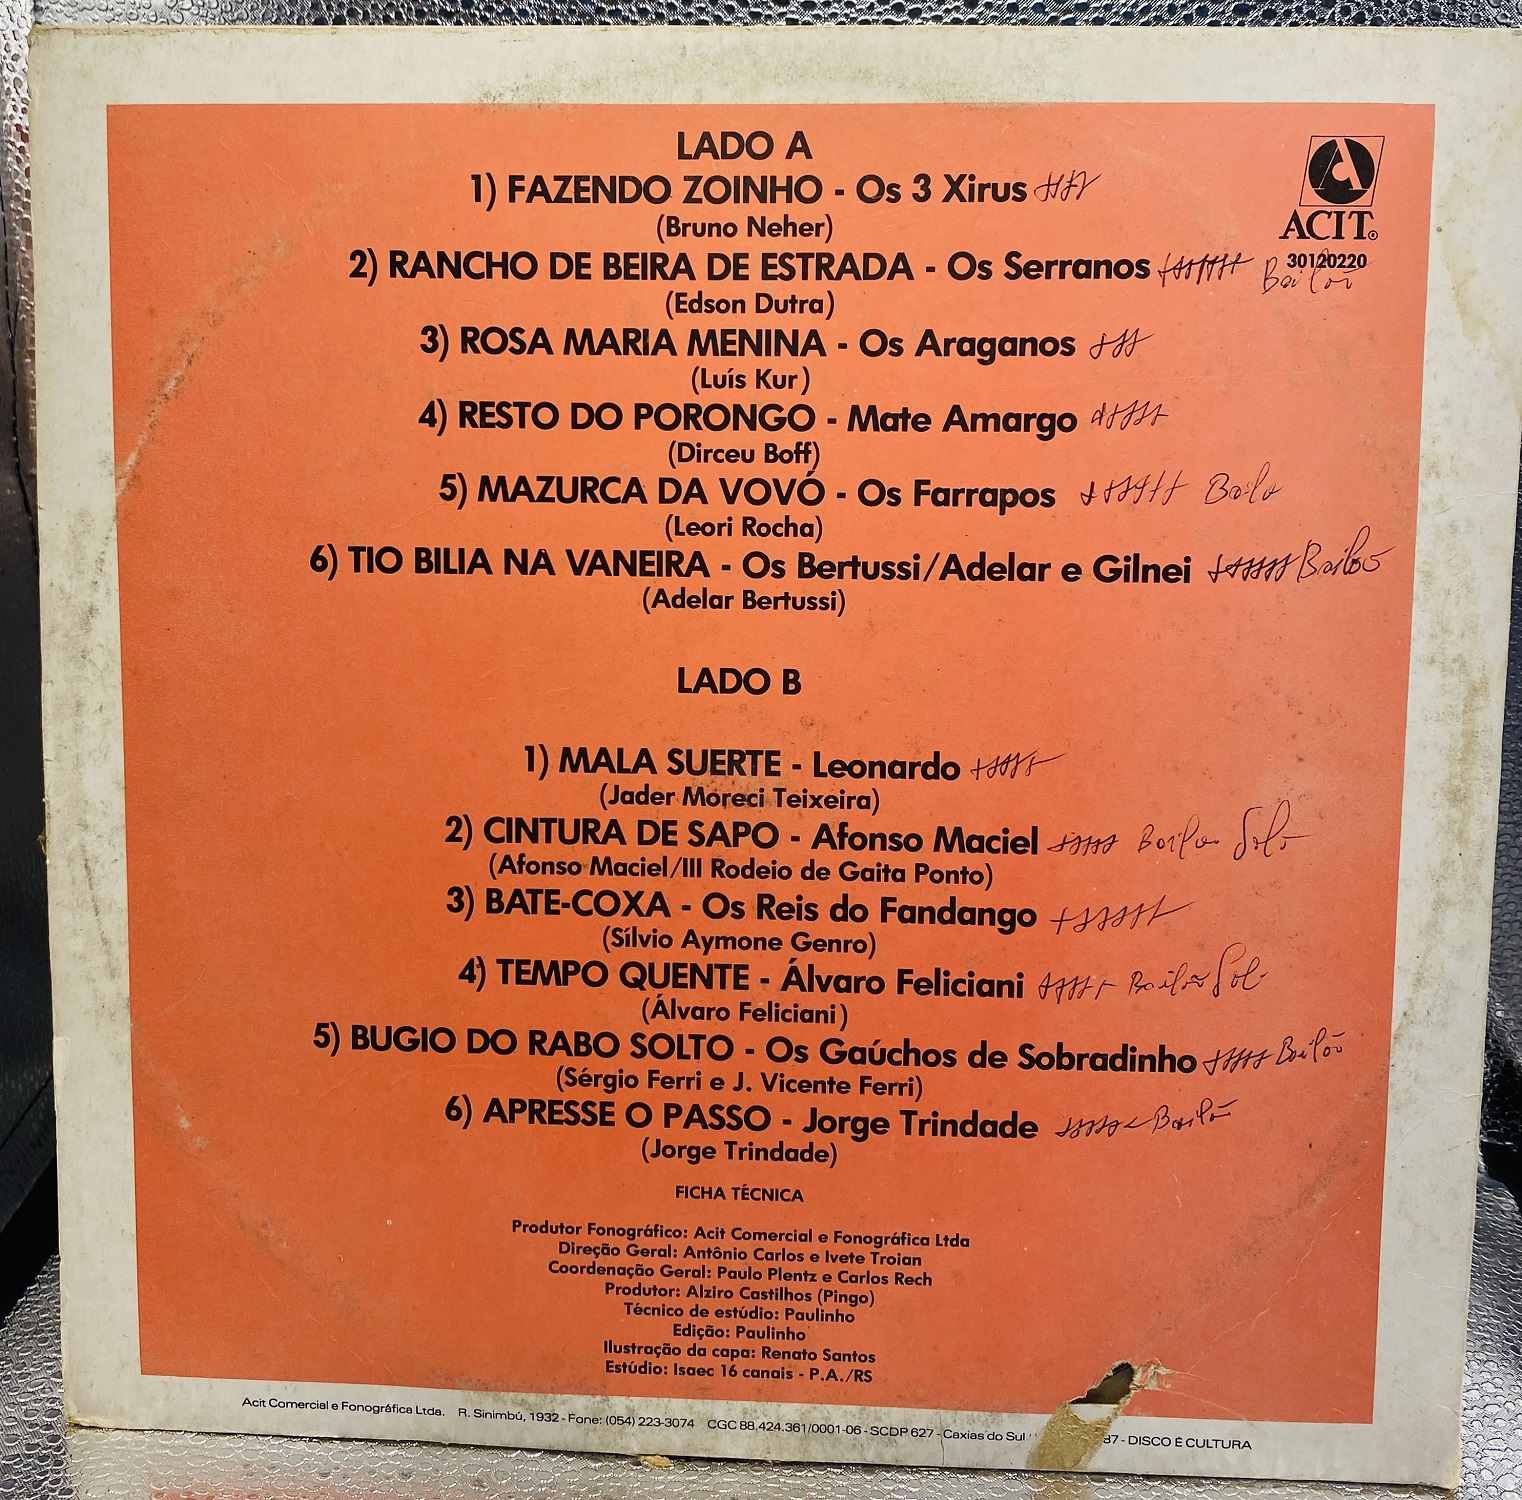 LADO A
1) FAZENDO ZOINHO - Os 3 Xirus
(Bruno Neher)
ACIT®
30120220
2) RANCHO DE BEIRA DE ESTRADA - Os Serranos Bailão
(Edson Dutra)
3) ROSA MARIA MENINA - Os Araganos
(Luís Kur)
4) RESTO DO PORONGO - Mate Amargo
(Dirceu Boff)
5) MAZURCA DA VOVÓ - Os Farrapos
(Leori Rocha)
6) TIO BILIA NA VANEIRA - Os Bertussi/Adelar e Gilnei Bailão
(Adelar Bertussi)
LADO B
1) MALA SUERTE - Leonardo
(Jader Moreci Teixeira)
2) CINTURA DE SAPO - Afonso Maciel
(Afonso Maciel/III Rodeio de Gaita Ponto)
3) BATE-COXA - Os Reis do Fandango
(Sílvio Aymone Genro)
4) TEMPO QUENTE - Álvaro Feliciani Bailão
(Álvaro Feliciani)
5) BUGIO DO RABO SOLTO - Os Gaúchos de Sobradinho Bailão
(Sérgio Ferri e J. Vicente Ferri)
6) APRESSE O PASSO - Jorge Trindade Bailão
(Jorge Trindade)
FICHA TÉCNICA
Produtor Fonográfico: Acit Comercial e Fonográfica Ltda
Direção Geral: Antônio Carlos e Ivete Troian
Coordenação Geral: Paulo Plentz e Carlos Rech
Produtor: Alziro Castilhos (Pingo)
Técnico de estúdio: Paulinho
Edição: Paulinho
Ilustração da capa: Renato Santos
Estúdio: Isaec 16 canais - P.A./RS
Acit Comercial e Fonográfica Ltda. R. Sinimbú, 1932 - Fone: (054) 223-3074 CGC 88.424.361/0001-06 - SCDP 627 - Caxias do Sul 87 - DISCO É CULTURA